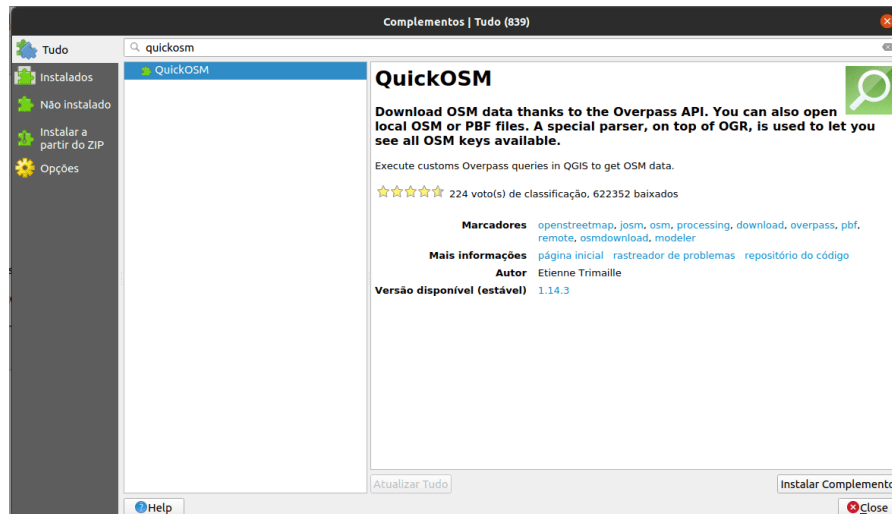 Complementos | Tudo (839)
Tudo
quickosm
Instalados
Não instalado
Instalar a
partir do ZIP
Opções
QuickOSM
QuickOSM
Download OSM data thanks to the Overpass API. You can also open
local OSM or PBF files. A special parser, on top of OGR, is used to let you
see all OSM keys available.
Execute customs Overpass queries in QGIS to get OSM data.
224 voto(s) de classificação, 622352 baixados
Marcadores openstreetmap, josm, osm, processing, download, overpass, pbf,
remote, osmdownload, modeler
Mais informações página inicial rastreador de problemas repositório do código
Autor Etienne Trimaille
Versão disponível (estável) 1.14.3
Atualizar Tudo
Instalar Complemento
Help
Close